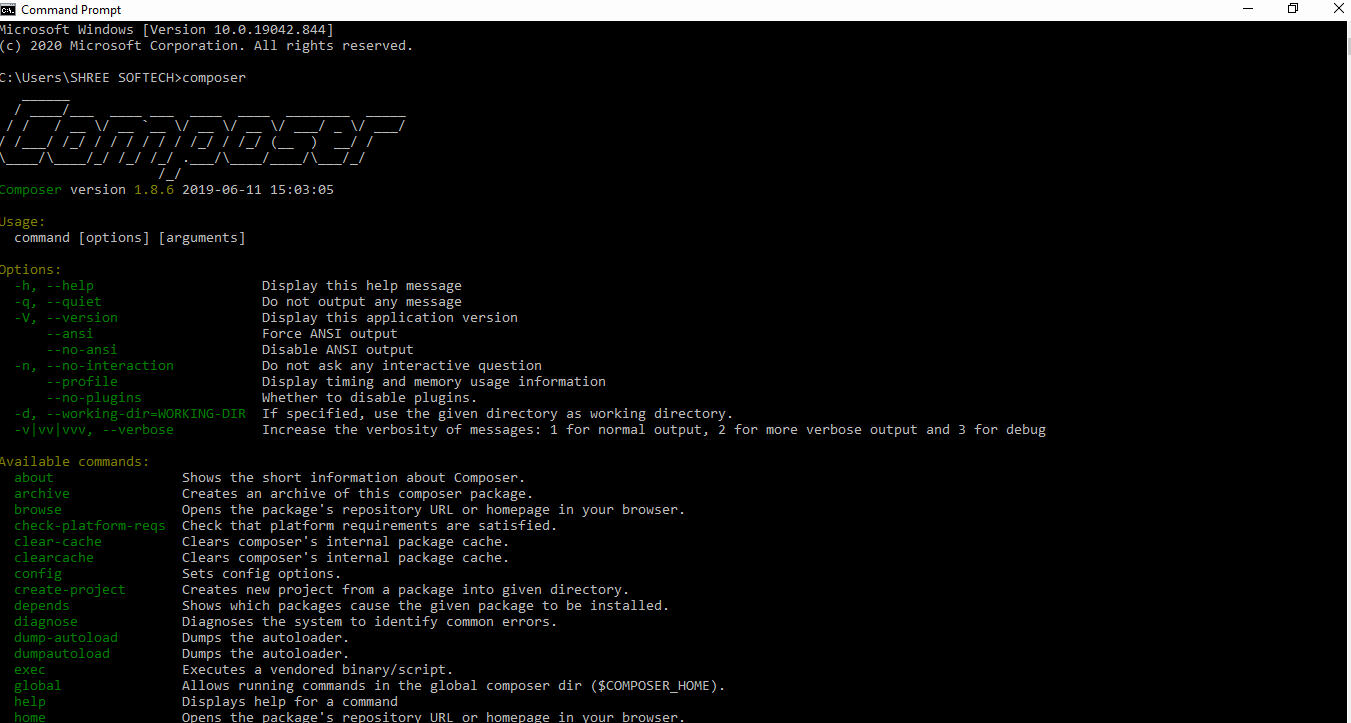 Command Prompt
Microsoft Windows [Version 10.0.19042.844]
(c) 2020 Microsoft Corporation. All rights reserved.
C:\Users\SHREE SOFTECH>composer
Composer
Composer version 1.8.6 2019-06-11 15:03:05
Usage:
command [options] [arguments]
Options:
-h, --help Display this help message
-q, --quiet Do not output any message
-V, --version Display this application version
--ansi Force ANSI output
--no-ansi Disable ANSI output
-n, --no-interaction Do not ask any interactive question
--profile Display timing and memory usage information
--no-plugins Whether to disable plugins.
-d, --working-dir=WORKING-DIR If specified, use the given directory as working directory.
-v|vv|vvv, --verbose Increase the verbosity of messages: 1 for normal output, 2 for more verbose output and 3 for debug
Available commands:
about Shows the short information about Composer.
archive Creates an archive of this composer package.
browse Opens the package's repository URL or homepage in your browser.
check-platform-reqs Check that platform requirements are satisfied.
clear-cache Clears composer's internal package cache.
clearcache Clears composer's internal package cache.
config Sets config options.
create-project Creates new project from a package into given directory.
depends Shows which packages cause the given package to be installed.
diagnose Diagnoses the system to identify common errors.
dump-autoload Dumps the autoloader.
dumpautoload Dumps the autoloader.
exec Executes a vendored binary/script.
global Allows running commands in the global composer dir ($COMPOSER_HOME).
help Displays help for a command
home Opens the package's repository URL or homepage in your browser.